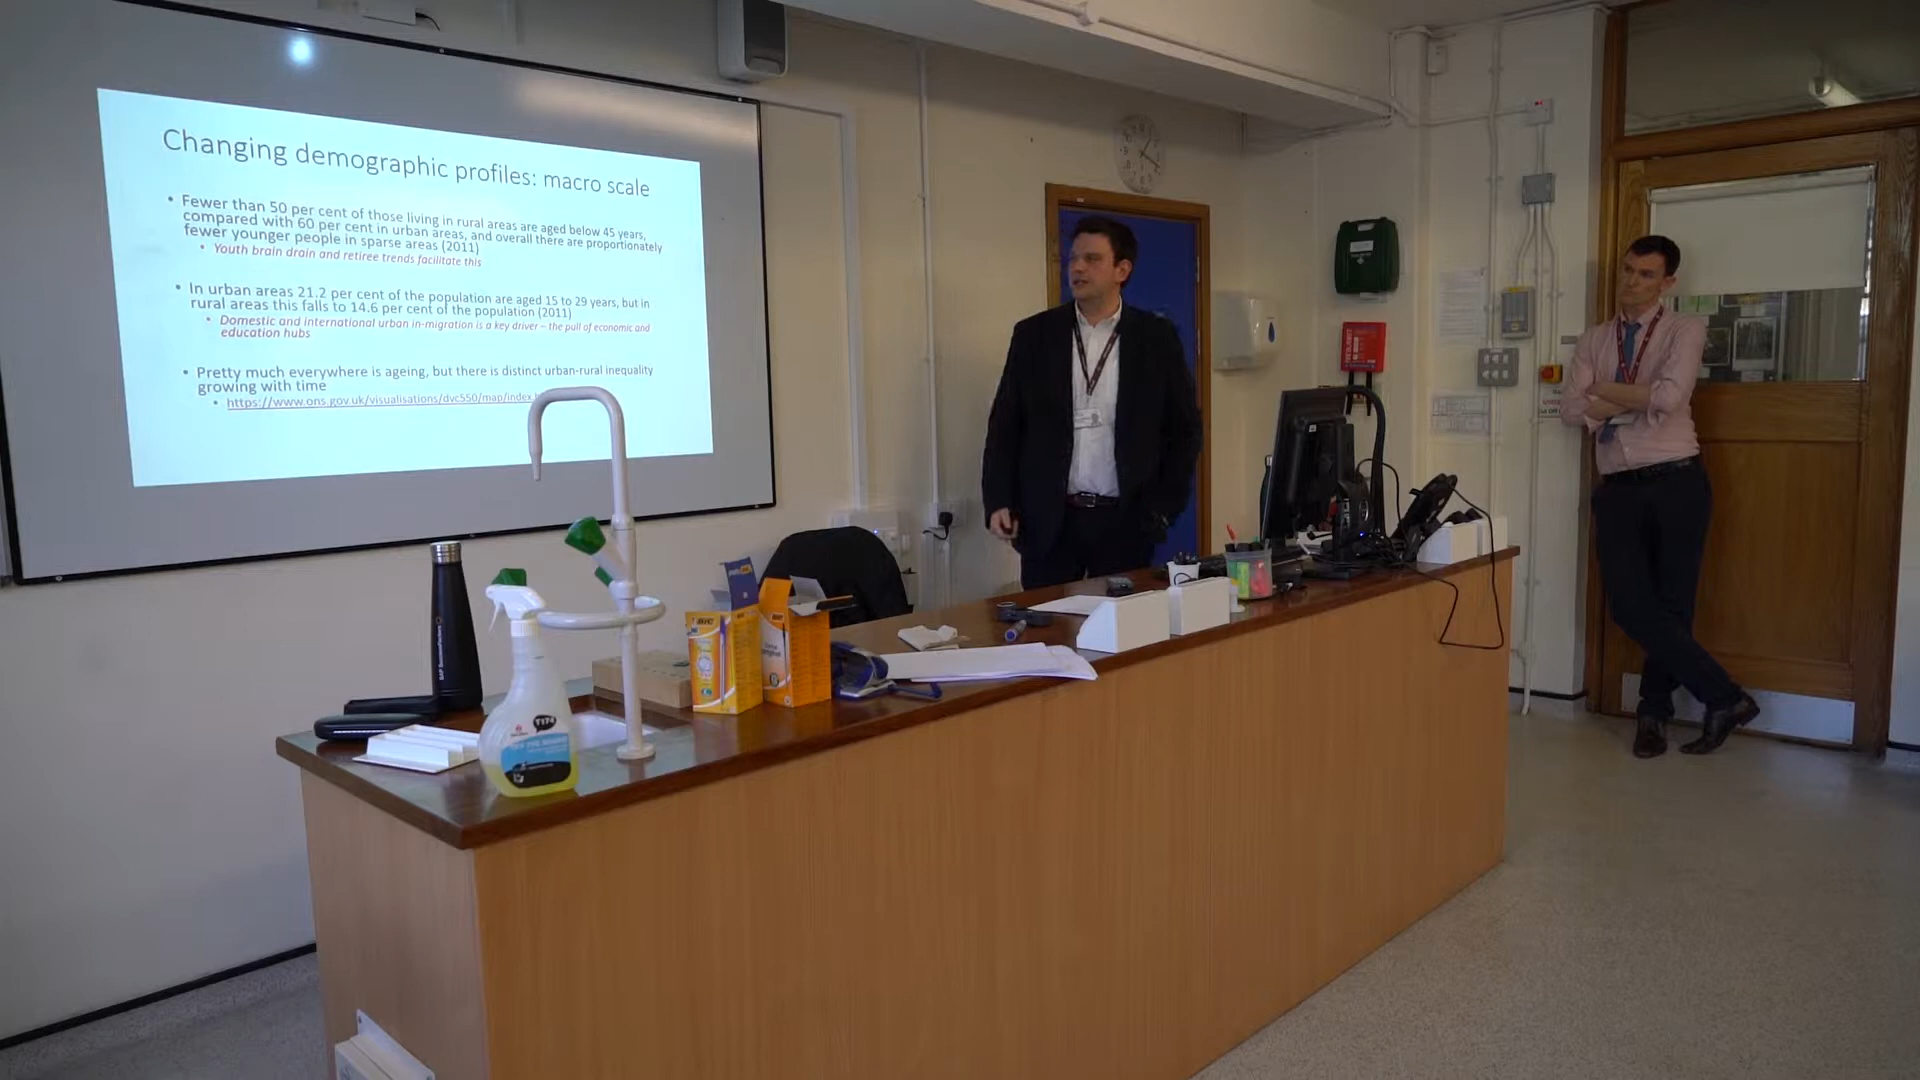 Changing demographic profiles: macro scale
• Fewer than 50 per cent of those living in rural areas are aged below 45 years,
compared with 60 per cent in urban areas, and overall there are proportionately
fewer younger people in sparse areas (2011)
• Youth brain drain and retiree trends facilitate this
• In urban areas 21.2 per cent of the population are aged 15 to 29 years, but in
rural areas this falls to 14.6 per cent of the population (2011)
• Domestic and international urban in-migration is a key driver – the pull of economic and
education hubs
• Pretty much everywhere is ageing, but there is distinct urban-rural inequality
growing with time
• https://www.ons.gov.uk/visualisations/dvc550/map/index.
T174